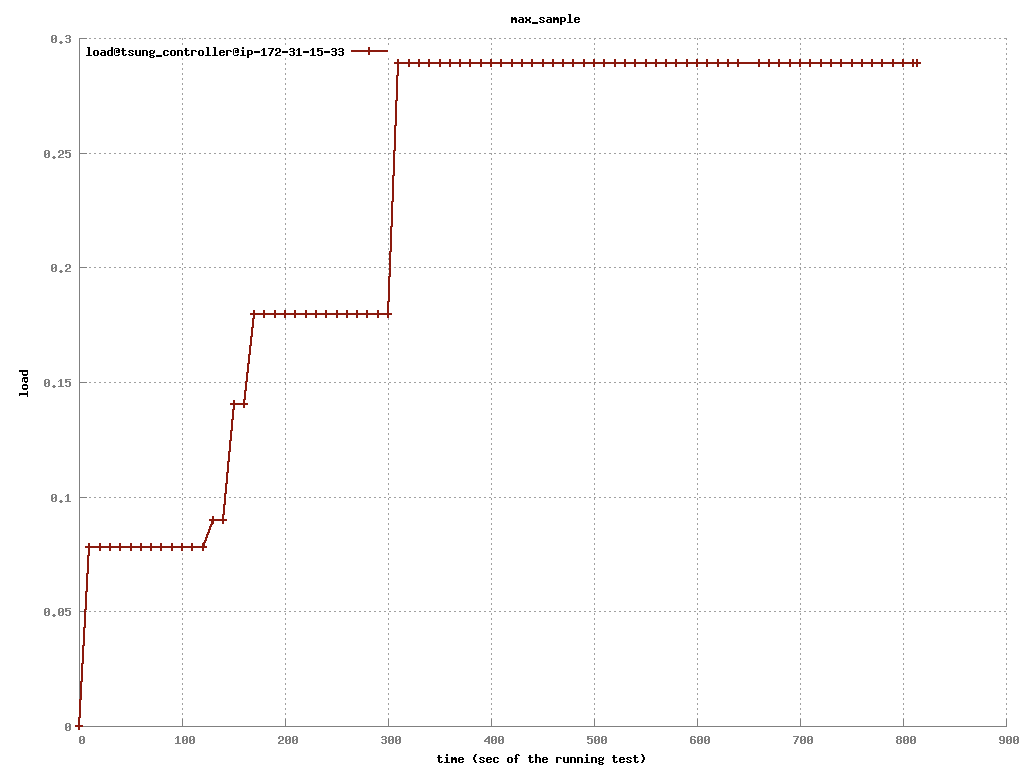 max_sample
load@tsung_controller@ip-172-31-15-33
0.3
0.25
0.2
0.15
0.1
0.05
0
load
0 100 200 300 400 500 600 700 800 900
time (sec of the running test)